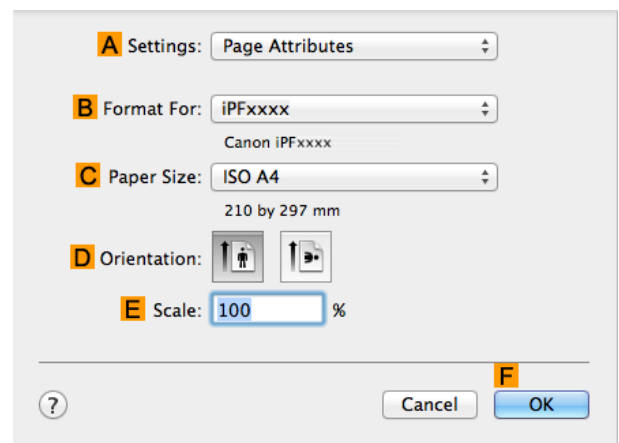 A Settings: Page Attributes
B Format For: iPFxxxx
Canon iPFxxxx
C Paper Size: ISO A4
210 by 297 mm
D Orientation:
E Scale: 100 %
F
? Cancel OK